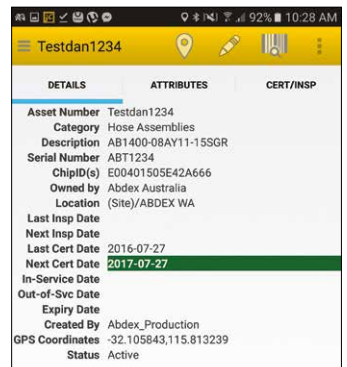 92% 10:28 AM
Testdan1234
DETAILS ATTRIBUTES CERT/INSP
Asset Number Testdan1234
Category Hose Assemblies
Description AB1400-08AY11-15SGR
Serial Number ABT1234
ChipID(s) E00401505E42A666
Owned by Abdex Australia
Location (Site)/ABDEX WA
Last Insp Date
Next Insp Date
Last Cert Date 2016-07-27
Next Cert Date 2017-07-27
In-Service Date
Out-of-Svc Date
Expiry Date
Created By Abdex_Production
GPS Coordinates -32.105843,115.813239
Status Active